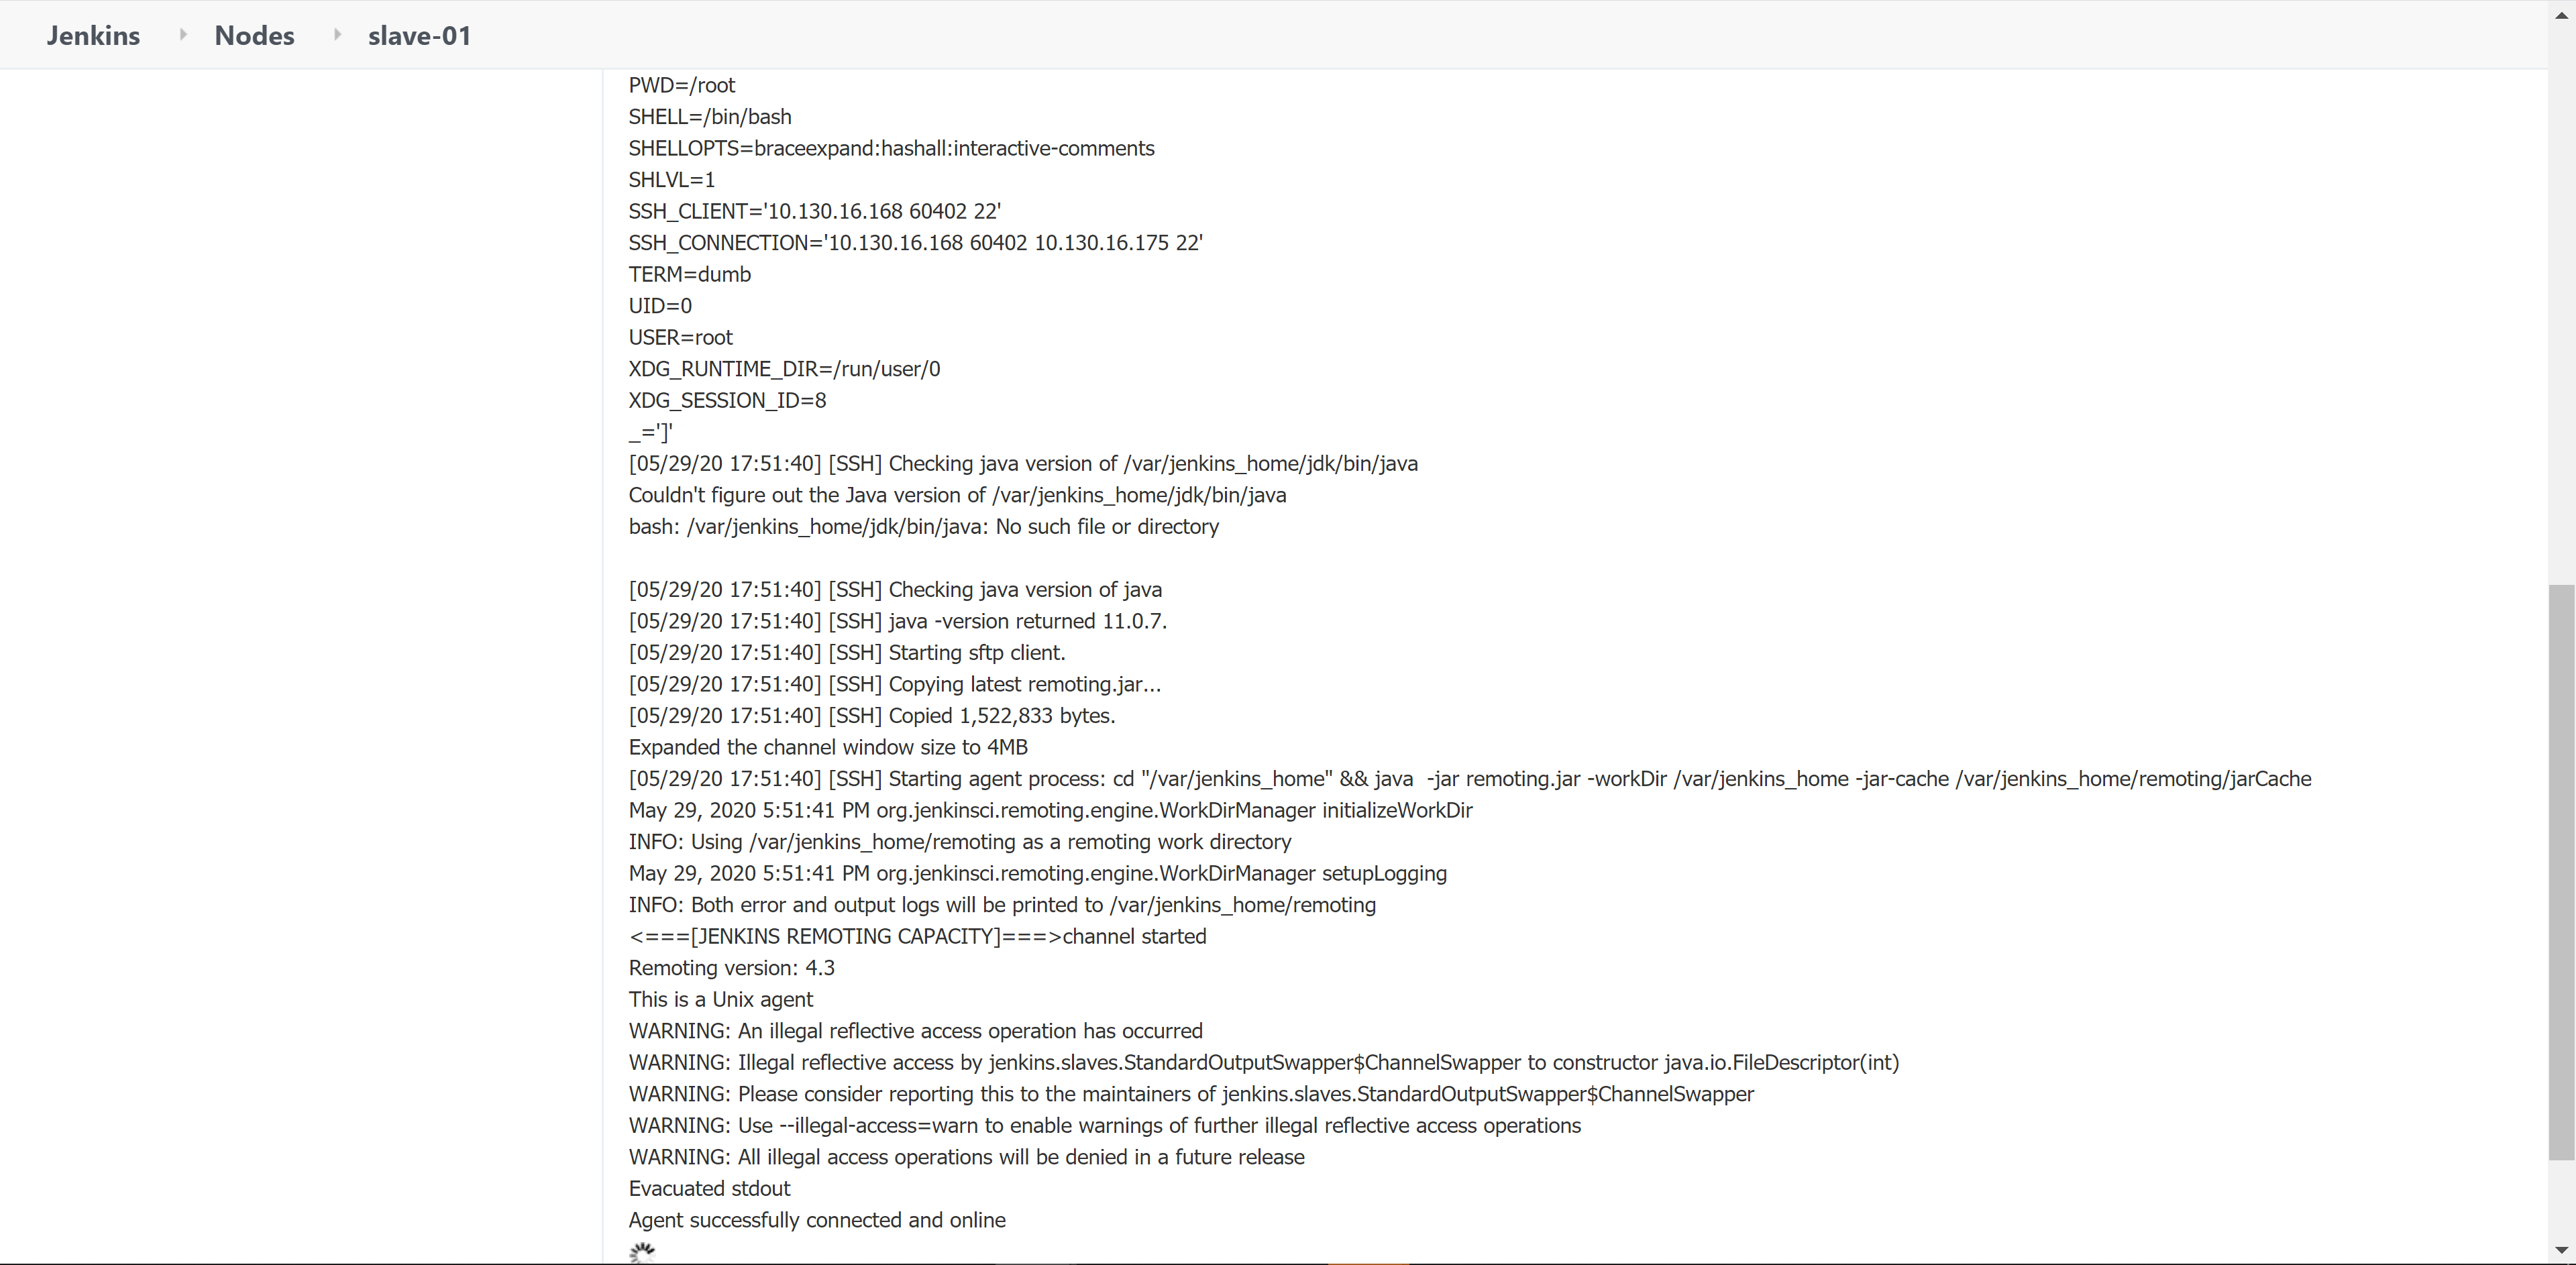 Jenkins Nodes slave-01
PWD=/root
SHELL=/bin/bash
SHELLOPTS=braceexpand:hashall:interactive-comments
SHLVL=1
SSH_CLIENT='10.130.16.168 60402 22'
SSH_CONNECTION='10.130.16.168 60402 10.130.16.175 22'
TERM=dumb
UID=0
USER=root
XDG_RUNTIME_DIR=/run/user/0
XDG_SESSION_ID=8
_=']'
[05/29/20 17:51:40] [SSH] Checking java version of /var/jenkins_home/jdk/bin/java
Couldn't figure out the Java version of /var/jenkins_home/jdk/bin/java
bash: /var/jenkins_home/jdk/bin/java: No such file or directory
[05/29/20 17:51:40] [SSH] Checking java version of java
[05/29/20 17:51:40] [SSH] java -version returned 11.0.7.
[05/29/20 17:51:40] [SSH] Starting sftp client.
[05/29/20 17:51:40] [SSH] Copying latest remoting.jar...
[05/29/20 17:51:40] [SSH] Copied 1,522,833 bytes.
Expanded the channel window size to 4MB
[05/29/20 17:51:40] [SSH] Starting agent process: cd "/var/jenkins_home" && java  -jar remoting.jar -workDir /var/jenkins_home -jar-cache /var/jenkins_home/remoting/jarCache
May 29, 2020 5:51:41 PM org.jenkinsci.remoting.engine.WorkDirManager initializeWorkDir
INFO: Using /var/jenkins_home/remoting as a remoting work directory
May 29, 2020 5:51:41 PM org.jenkinsci.remoting.engine.WorkDirManager setupLogging
INFO: Both error and output logs will be printed to /var/jenkins_home/remoting
<===[JENKINS REMOTING CAPACITY]===>channel started
Remoting version: 4.3
This is a Unix agent
WARNING: An illegal reflective access operation has occurred
WARNING: Illegal reflective access by jenkins.slaves.StandardOutputSwapper$ChannelSwapper to constructor java.io.FileDescriptor(int)
WARNING: Please consider reporting this to the maintainers of jenkins.slaves.StandardOutputSwapper$ChannelSwapper
WARNING: Use --illegal-access=warn to enable warnings of further illegal reflective access operations
WARNING: All illegal access operations will be denied in a future release
Evacuated stdout
Agent successfully connected and online